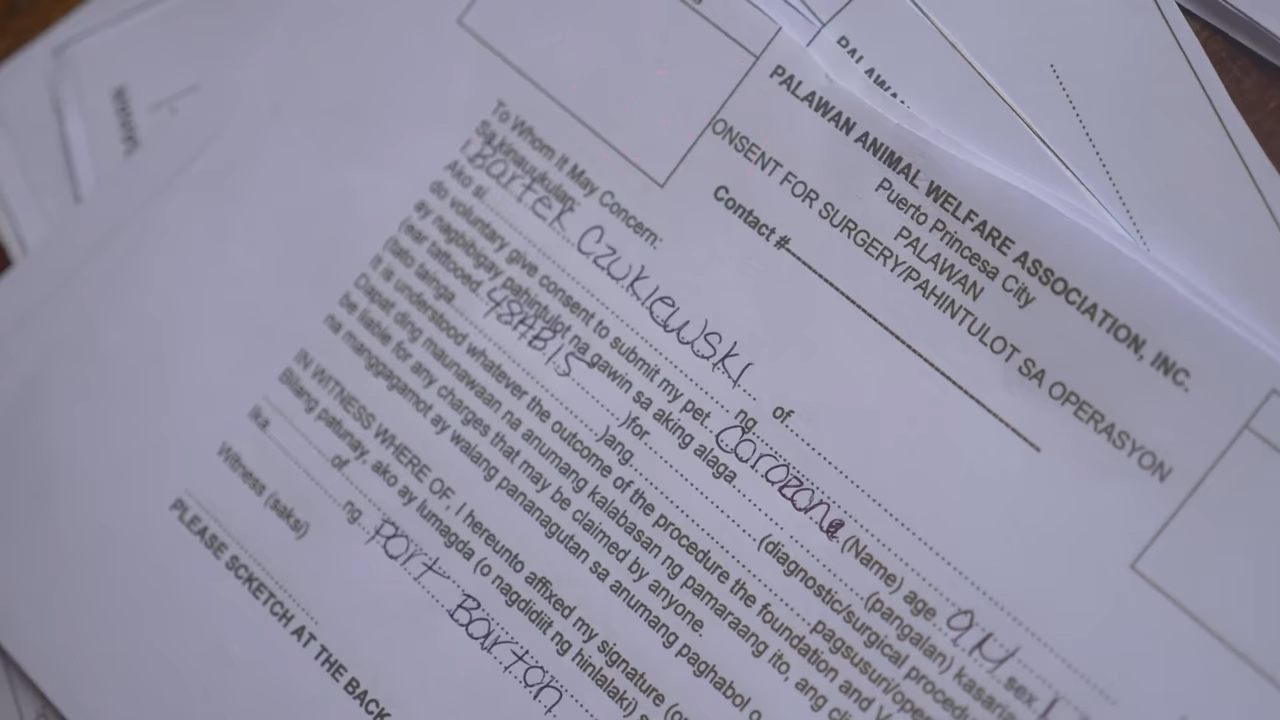 PALAWAN ANIMAL WELFARE ASSOCIATION, INC.
Puerto Princesa City
PALAWAN
ONSENT FOR SURGERY/PAHINTULOT SA OPERASYON
Contact #
To Whom It May Concern:
Sa kinauukulan:
I, Bartek Czukiewski of
Ako si ng
do voluntary give consent to submit my pet Corozone (Name) age 9M sex
ay nagbibigay pahintulot na gawin sa aking alaga (pangalan)
(ear tattooed 48HB15 )for (diagnostic/surgical
(tato tainga )ang pagsusuri/
It is understood whatever the outcome of the procedure the foundation and
Dapat ding maunawaan na anumang kalabasan ng pamaraang ito, ang
be liable for any charges that may be claimed by anyone.
na manggagamot ay walang pananagutan sa anumang paghabol o
IN WITNESS WHERE OF, I hereunto affixed my signature (or
Bilang patunay, ako ay lumagda (o nagdidiit ng hinlalaki)
of Port Barton
ika ng
Witness (saksi)
PLEASE SCKETCH AT THE BACK
PALAWAN